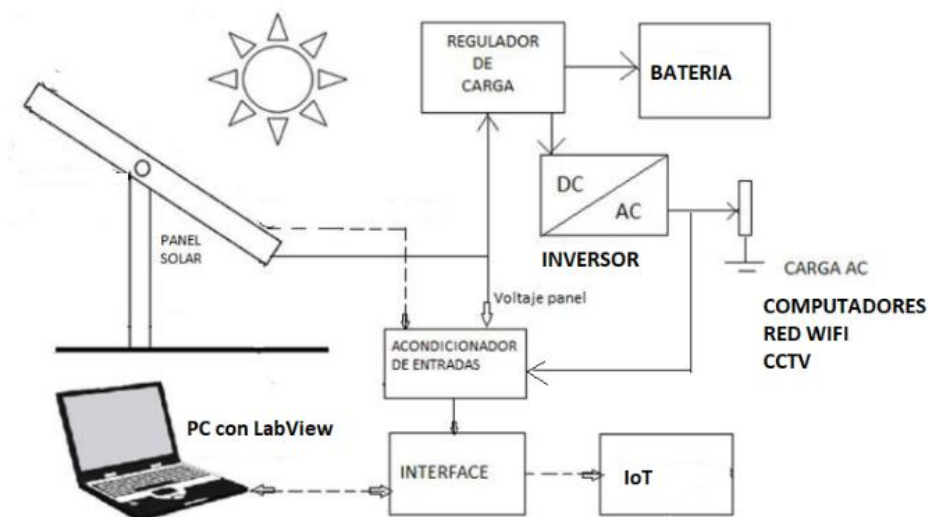 REGULADOR
DE
CARGA
BATERIA
DC
AC
PANEL
SOLAR
INVERSOR
CARGA AC
Voltaje panel
COMPUTADORES
RED WIFI
CCTV
ACONDICIONADOR
DE ENTRADAS
PC con LabView
INTERFACE
IoT